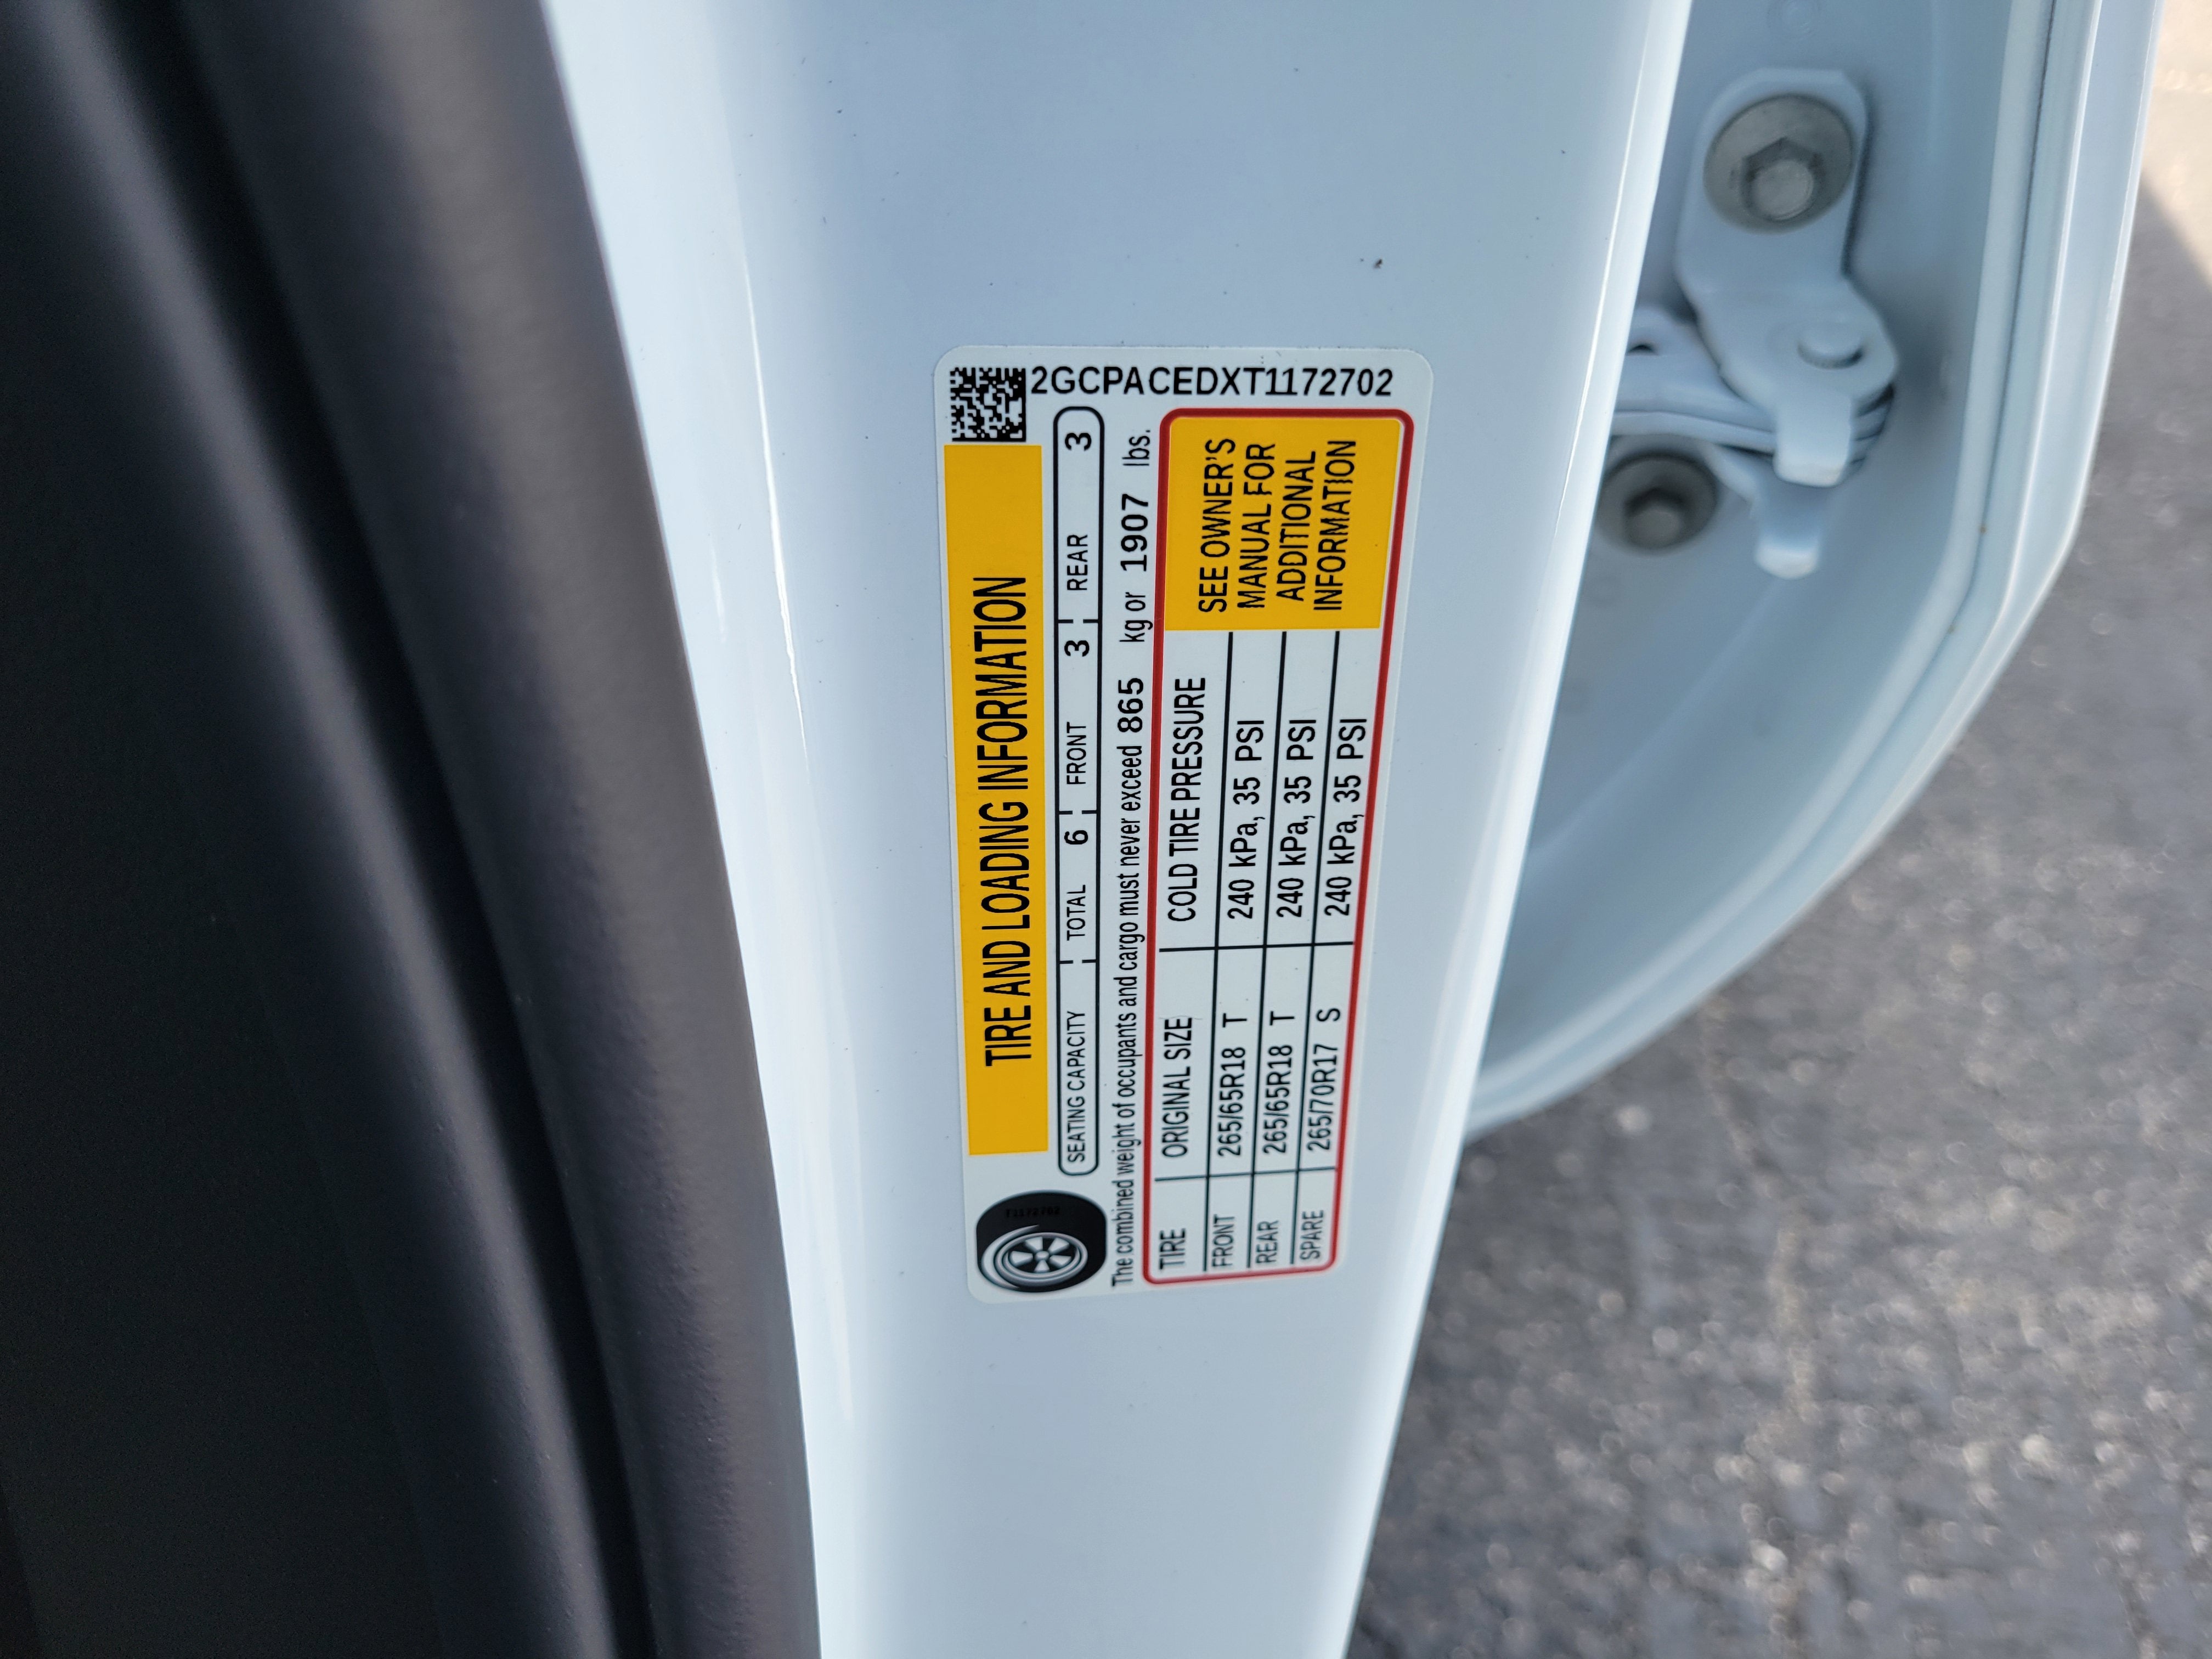 2GCPACEDXT1172702
TIRE AND LOADING INFORMATION
SEATING CAPACITY TOTAL 6 FRONT 3 REAR 3
The combined weight of occupants and cargo must never exceed 865 kg or 1907 lbs.
TIRE ORIGINAL SIZE COLD TIRE PRESSURE
FRONT 265/65R18 T 240 kPa, 35 PSI
REAR 265/65R18 T 240 kPa, 35 PSI
SPARE 265/70R17 S 240 kPa, 35 PSI
SEE OWNER'S
MANUAL FOR
ADDITIONAL
INFORMATION
T1172702